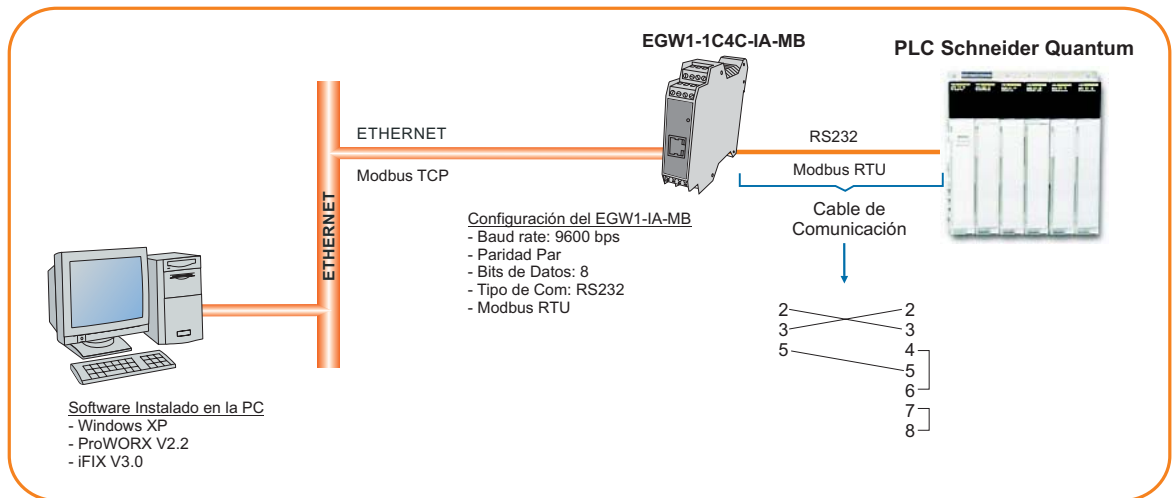 EGW1-1C4C-IA-MB
PLC Schneider Quantum
ETHERNET
Modbus TCP
RS232
Modbus RTU
ETHERNET
Cable de
Comunicación
Configuración del EGW1-IA-MB
- Baud rate: 9600 bps
- Paridad Par
- Bits de Datos: 8
- Tipo de Com: RS232
- Modbus RTU
2 2
3 3
4
5 5
6
7
8
Software Instalado en la PC
- Windows XP
- ProWORX V2.2
- iFIX V3.0